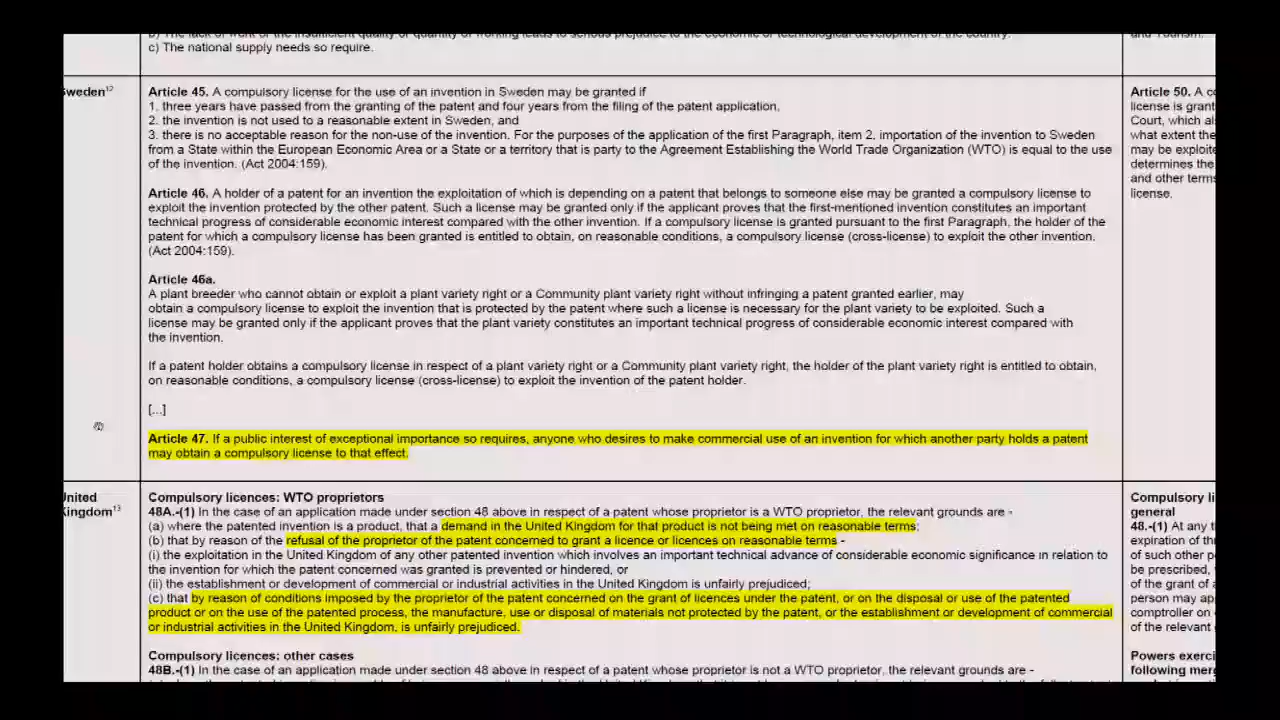 b) The lack of work or the insufficient quality or quantity of working leads to serious prejudice to the economic or technological development of the country.
and Tourism.
c) The national supply needs so require.
Sweden12
Article 45. A compulsory license for the use of an invention in Sweden may be granted if
1. three years have passed from the granting of the patent and four years from the filing of the patent application,
2. the invention is not used to a reasonable extent in Sweden, and
3. there is no acceptable reason for the non-use of the invention. For the purposes of the application of the first Paragraph, item 2, importation of the invention to Sweden
from a State within the European Economic Area or a State or a territory that is party to the Agreement Establishing the World Trade Organization (WTO) is equal to the use
of the invention. (Act 2004:159).
Article 46. A holder of a patent for an invention the exploitation of which is depending on a patent that belongs to someone else may be granted a compulsory license to
exploit the invention protected by the other patent. Such a license may be granted only if the applicant proves that the first-mentioned invention constitutes an important
technical progress of considerable economic interest compared with the other invention. If a compulsory license is granted pursuant to the first Paragraph, the holder of the
patent for which a compulsory license has been granted is entitled to obtain, on reasonable conditions, a compulsory license (cross-license) to exploit the other invention.
(Act 2004:159).
Article 46a.
A plant breeder who cannot obtain or exploit a plant variety right or a Community plant variety right without infringing a patent granted earlier, may
obtain a compulsory license to exploit the invention that is protected by the patent where such a license is necessary for the plant variety to be exploited. Such a
license may be granted only if the applicant proves that the plant variety constitutes an important technical progress of considerable economic interest compared with
the invention.
If a patent holder obtains a compulsory license in respect of a plant variety right or a Community plant variety right, the holder of the plant variety right is entitled to obtain,
on reasonable conditions, a compulsory license (cross-license) to exploit the invention of the patent holder.
[...]
Article 47. If a public interest of exceptional importance so requires, anyone who desires to make commercial use of an invention for which another party holds a patent
may obtain a compulsory license to that effect.
Article 50. A co
license is grant
Court, which als
what extent the
may be exploite
determines the
and other terms
license.
United
Kingdom13
Compulsory licences: WTO proprietors
48A.-(1) In the case of an application made under section 48 above in respect of a patent whose proprietor is a WTO proprietor, the relevant grounds are -
(a) where the patented invention is a product, that a demand in the United Kingdom for that product is not being met on reasonable terms;
(b) that by reason of the refusal of the proprietor of the patent concerned to grant a licence or licences on reasonable terms -
(i) the exploitation in the United Kingdom of any other patented invention which involves an important technical advance of considerable economic significance in relation to
the invention for which the patent concerned was granted is prevented or hindered, or
(ii) the establishment or development of commercial or industrial activities in the United Kingdom is unfairly prejudiced;
(c) that by reason of conditions imposed by the proprietor of the patent concerned on the grant of licences under the patent, or on the disposal or use of the patented
product or on the use of the patented process, the manufacture, use or disposal of materials not protected by the patent, or the establishment or development of commercial
or industrial activities in the United Kingdom, is unfairly prejudiced.
Compulsory licences: other cases
48B.-(1) In the case of an application made under section 48 above in respect of a patent whose proprietor is not a WTO proprietor, the relevant grounds are -
Compulsory li
general
48.-(1) At any t
expiration of th
of such other p
be prescribed,
of the grant of a
person may ap
comptroller on
of the relevant
Powers exerci
following merg